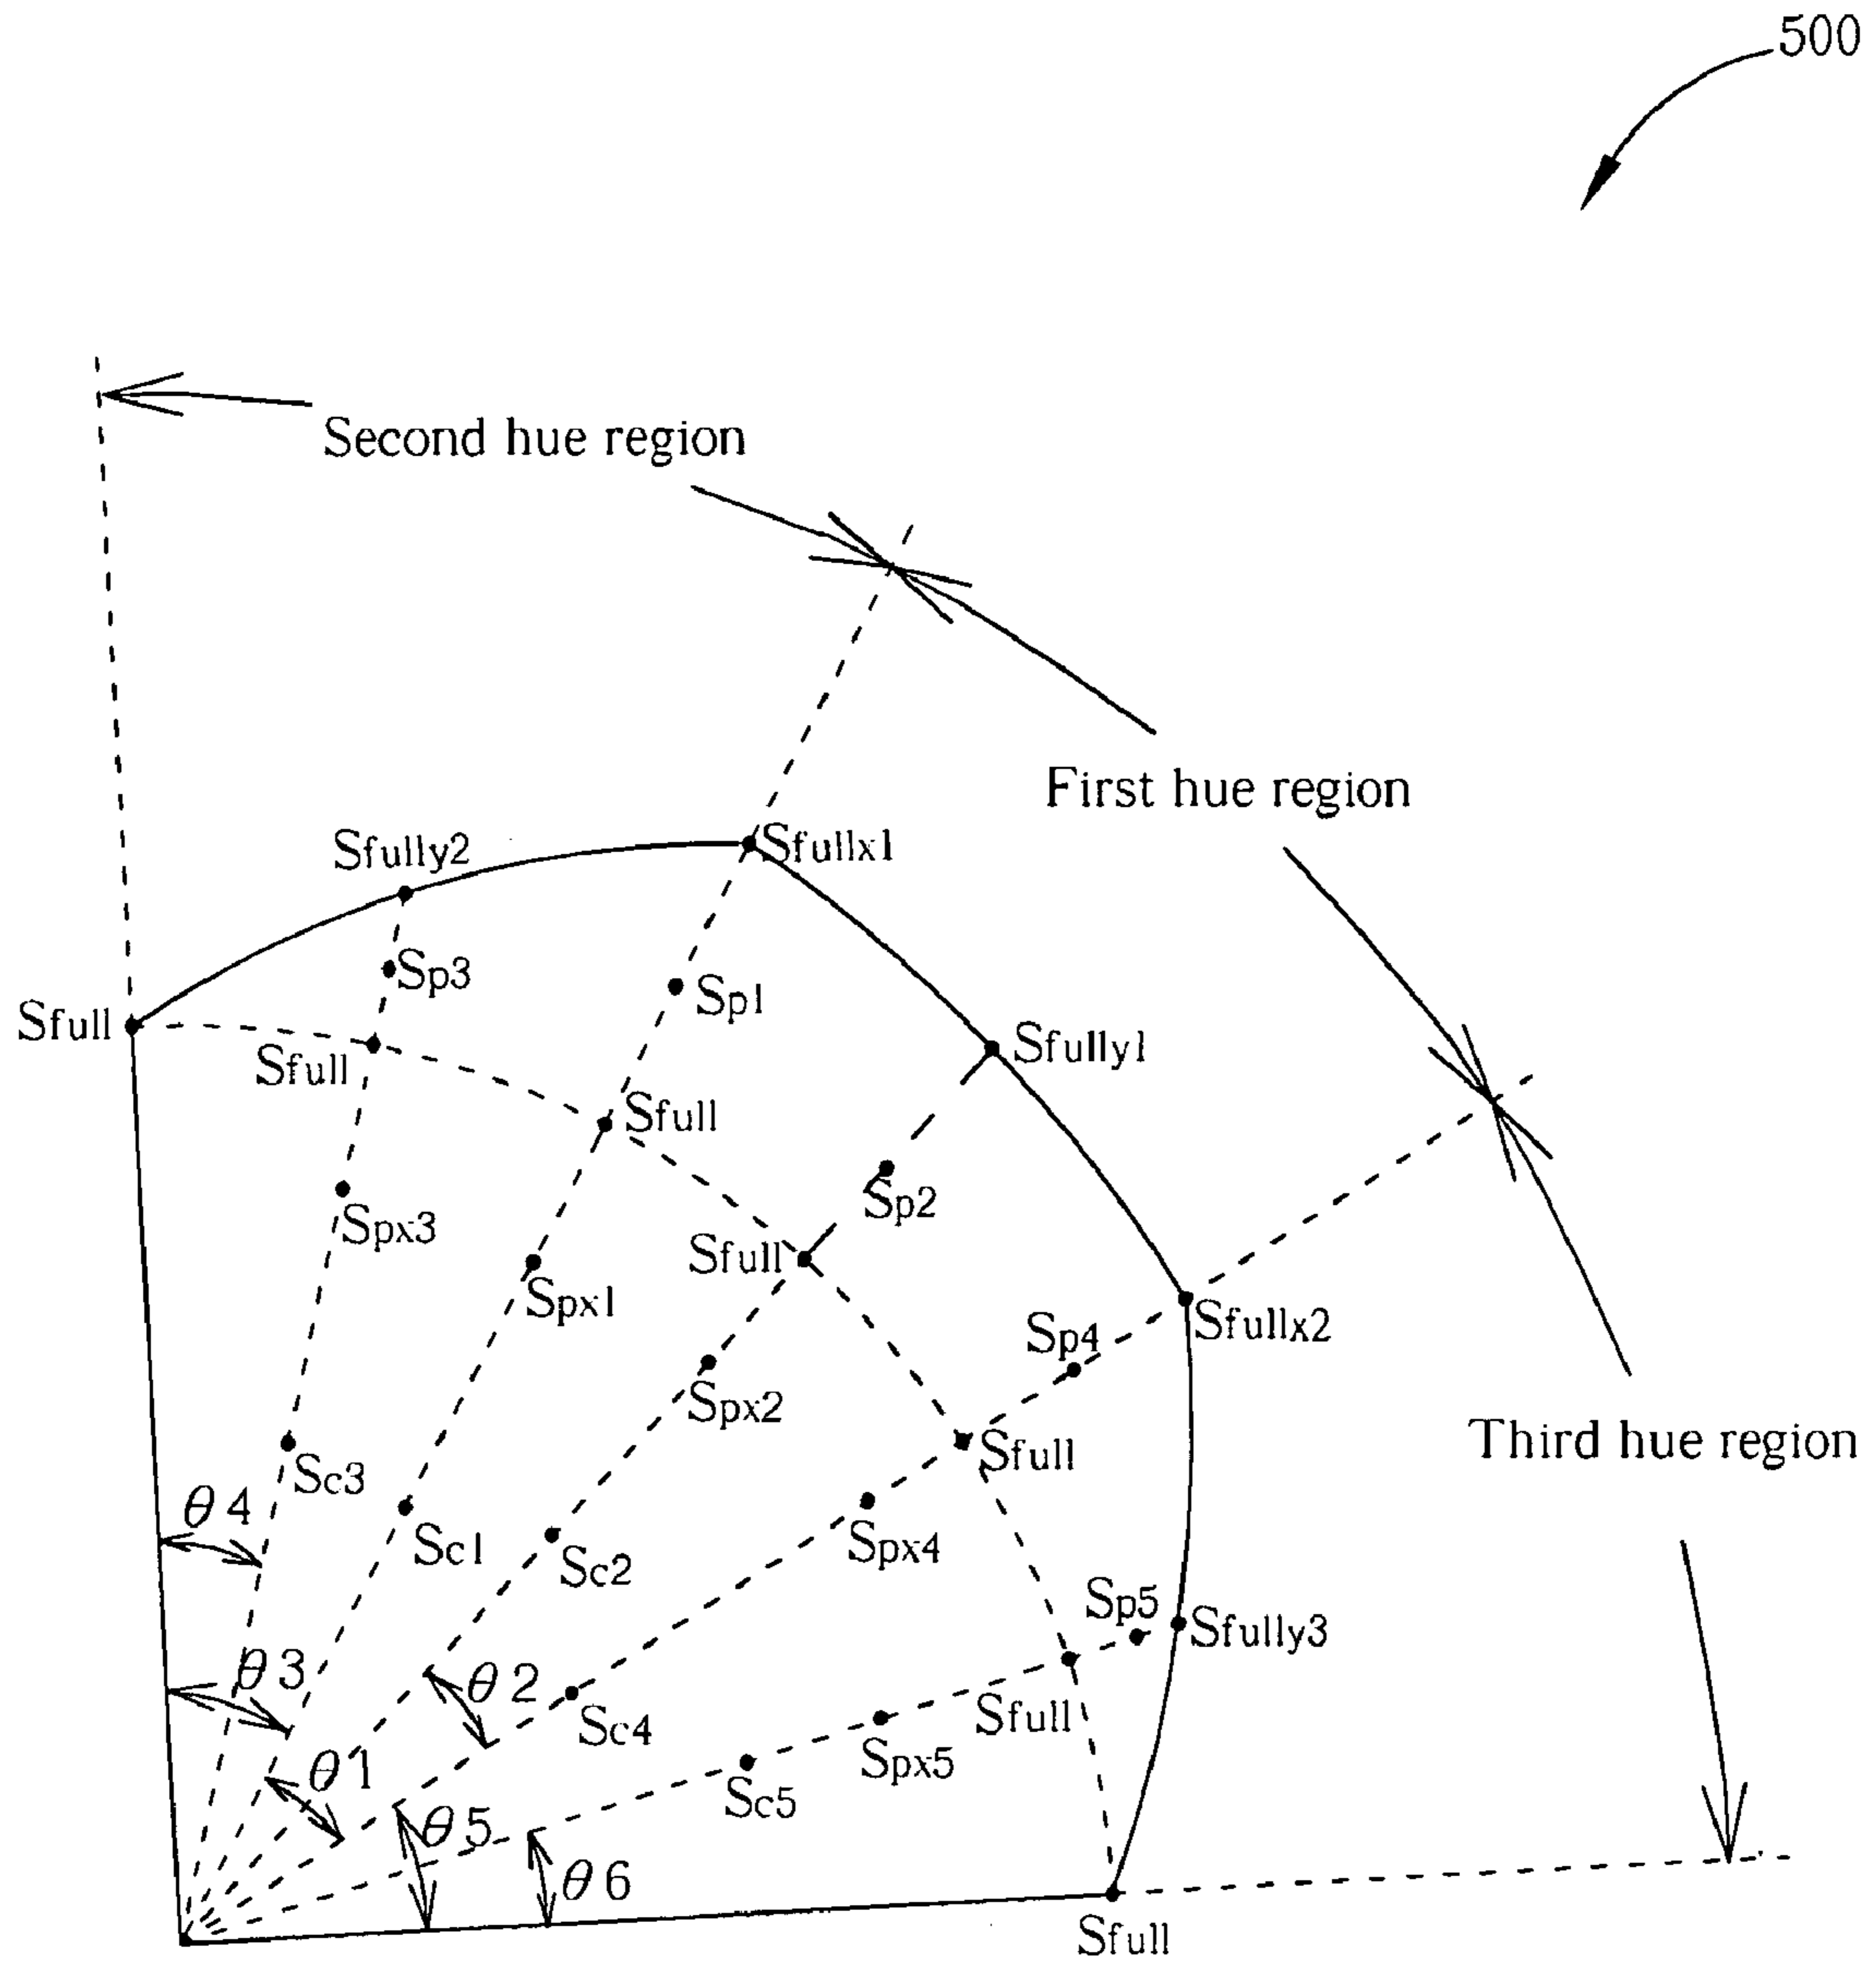 500
Second hue region
First hue region
Sfully2
Sfullx1
Sp3
Sp1
Sfull
Sfull
Sfully1
Sfull
Sp2
Spx3
Sfull
Spx1
Sfullx2
Sp4
Spx2
Third hue region
Sfull
Sc3
θ4
Sc1
Spx4
Sc2
Sp5
Sfully3
θ3
θ2
Sfull
Sc4
Spx5
θ1
Sc5
θ5
θ6
Sfull